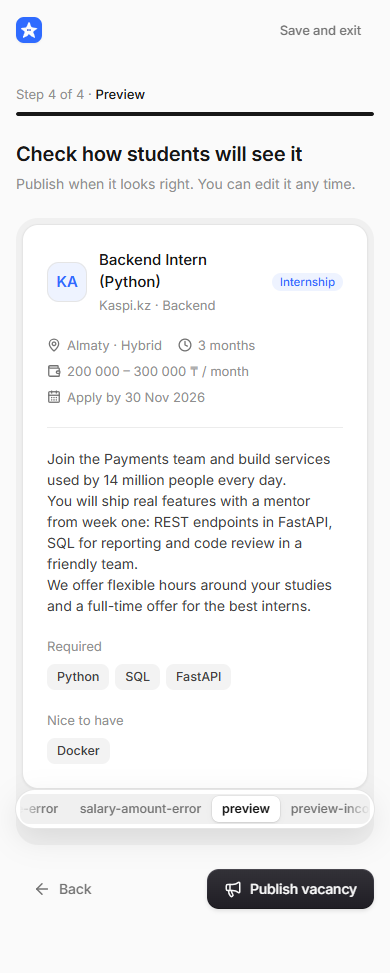 Save and exit
Step 4 of 4 · Preview
Check how students will see it
Publish when it looks right. You can edit it any time.
KA
Backend Intern
(Python)
Kaspi.kz · Backend
Internship
Almaty · Hybrid
3 months
200 000 – 300 000 ₸ / month
Apply by 30 Nov 2026
Join the Payments team and build services
used by 14 million people every day.
You will ship real features with a mentor
from week one: REST endpoints in FastAPI,
SQL for reporting and code review in a
friendly team.
We offer flexible hours around your studies
and a full-time offer for the best interns.
Required
Python
SQL
FastAPI
Nice to have
Docker
-error
salary-amount-error
preview
preview-inco
Back
Publish vacancy